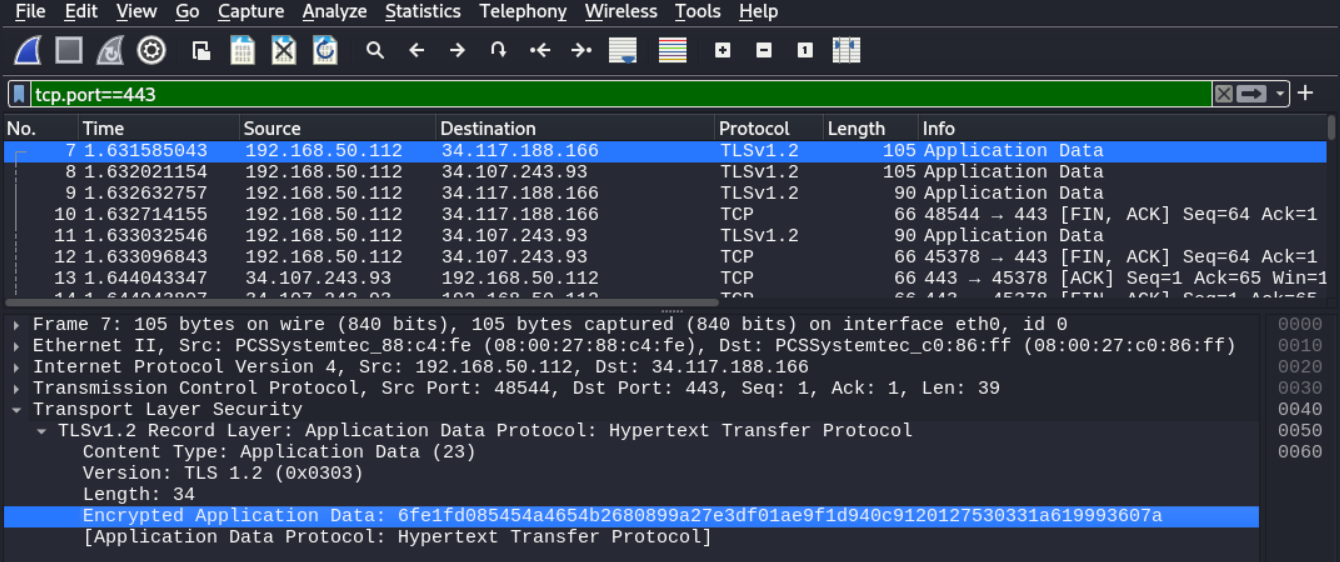 File Edit View Go Capture Analyze Statistics Telephony Wireless Tools Help
tcp.port==443
No. Time Source Destination Protocol Length Info
7 1.631585043 192.168.50.112 34.117.188.166 TLSv1.2 105 Application Data
8 1.632021154 192.168.50.112 34.107.243.93 TLSv1.2 105 Application Data
9 1.632632757 192.168.50.112 34.117.188.166 TLSv1.2 90 Application Data
10 1.632714155 192.168.50.112 34.117.188.166 TCP 66 48544 → 443 [FIN, ACK] Seq=64 Ack=1
11 1.633032546 192.168.50.112 34.107.243.93 TLSv1.2 90 Application Data
12 1.633096843 192.168.50.112 34.107.243.93 TCP 66 45378 → 443 [FIN, ACK] Seq=64 Ack=1
13 1.644043347 34.107.243.93 192.168.50.112 TCP 66 443 → 45378 [ACK] Seq=1 Ack=65 Win=1
Frame 7: 105 bytes on wire (840 bits), 105 bytes captured (840 bits) on interface eth0, id 0
Ethernet II, Src: PCSSystemtec_88:c4:fe (08:00:27:88:c4:fe), Dst: PCSSystemtec_c0:86:ff (08:00:27:c0:86:ff)
Internet Protocol Version 4, Src: 192.168.50.112, Dst: 34.117.188.166
Transmission Control Protocol, Src Port: 48544, Dst Port: 443, Seq: 1, Ack: 1, Len: 39
Transport Layer Security
TLSv1.2 Record Layer: Application Data Protocol: Hypertext Transfer Protocol
Content Type: Application Data (23)
Version: TLS 1.2 (0x0303)
Length: 34
Encrypted Application Data: 6fe1fd085454a4654b2680899a27e3df01ae9f1d940c9120127530331a619993607a
[Application Data Protocol: Hypertext Transfer Protocol]
0000
0010
0020
0030
0040
0050
0060